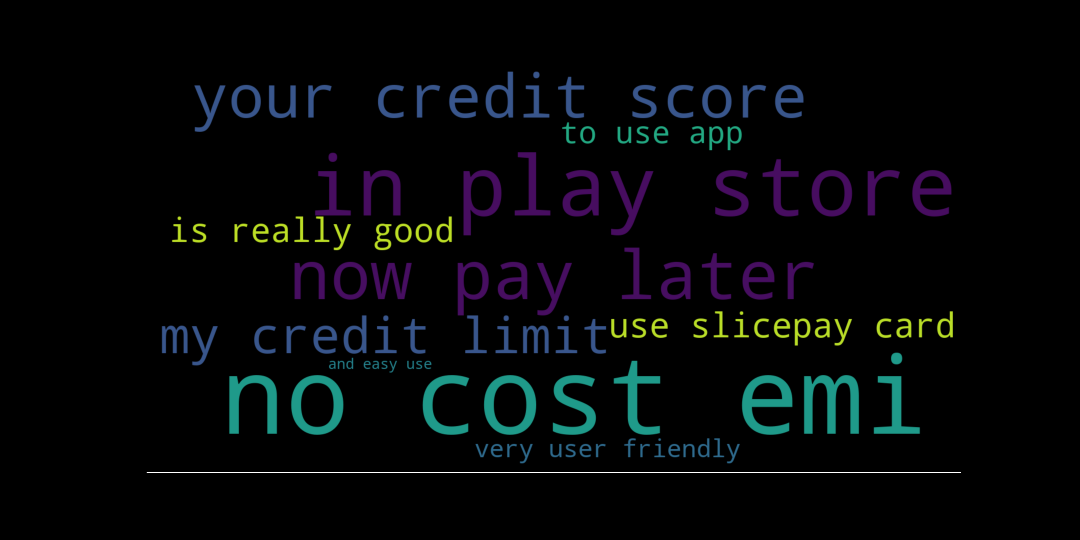 your credit score
to use app
in play store
is really good
now pay later
my credit limit
use slicepay card
and easy use
no cost emi
very user friendly